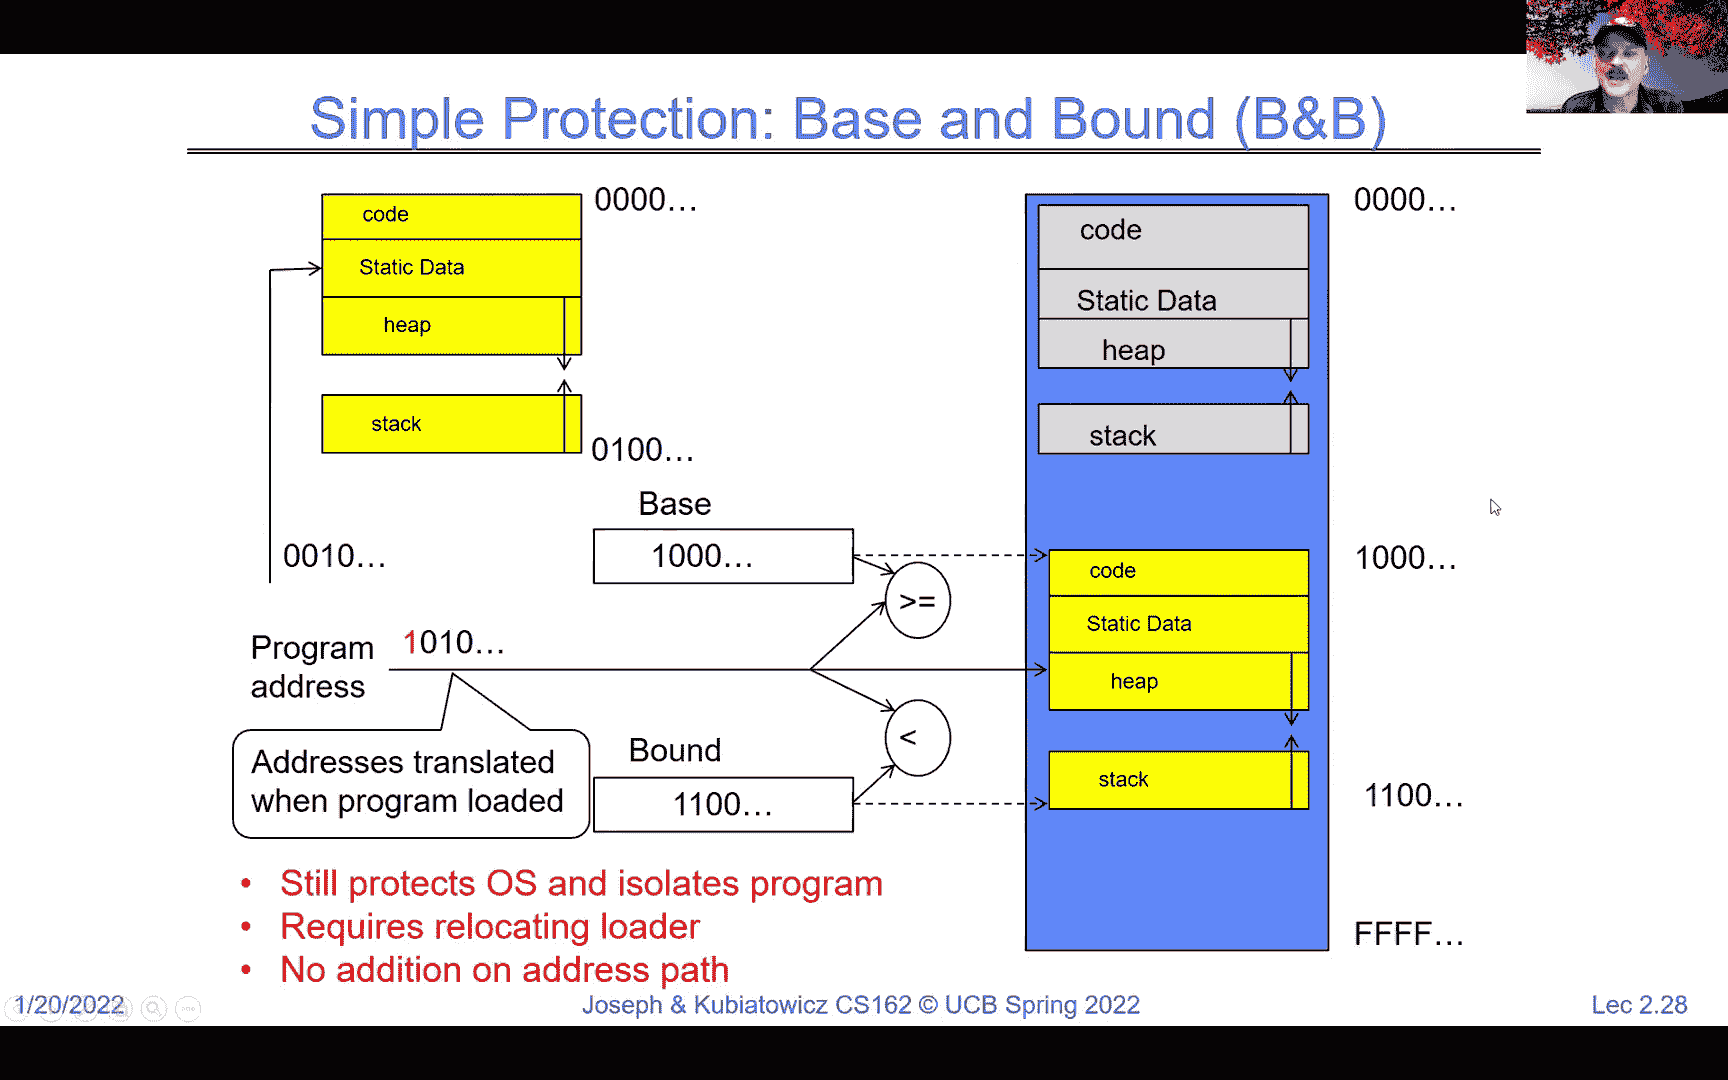 Simple Protection: Base and Bound (B&B)
code
Static Data
heap
stack
0000…
0100…
0010…
Base
1000…
>=
Program
address
1010…
Addresses translated
when program loaded
Bound
1100…
<
code
Static Data
heap
stack
code
Static Data
heap
stack
0000…
1000…
1100…
FFFF…
• Still protects OS and isolates program
• Requires relocating loader
• No addition on address path
1/20/2022
Joseph & Kubiatowicz CS162 © UCB Spring 2022
Lec 2.28